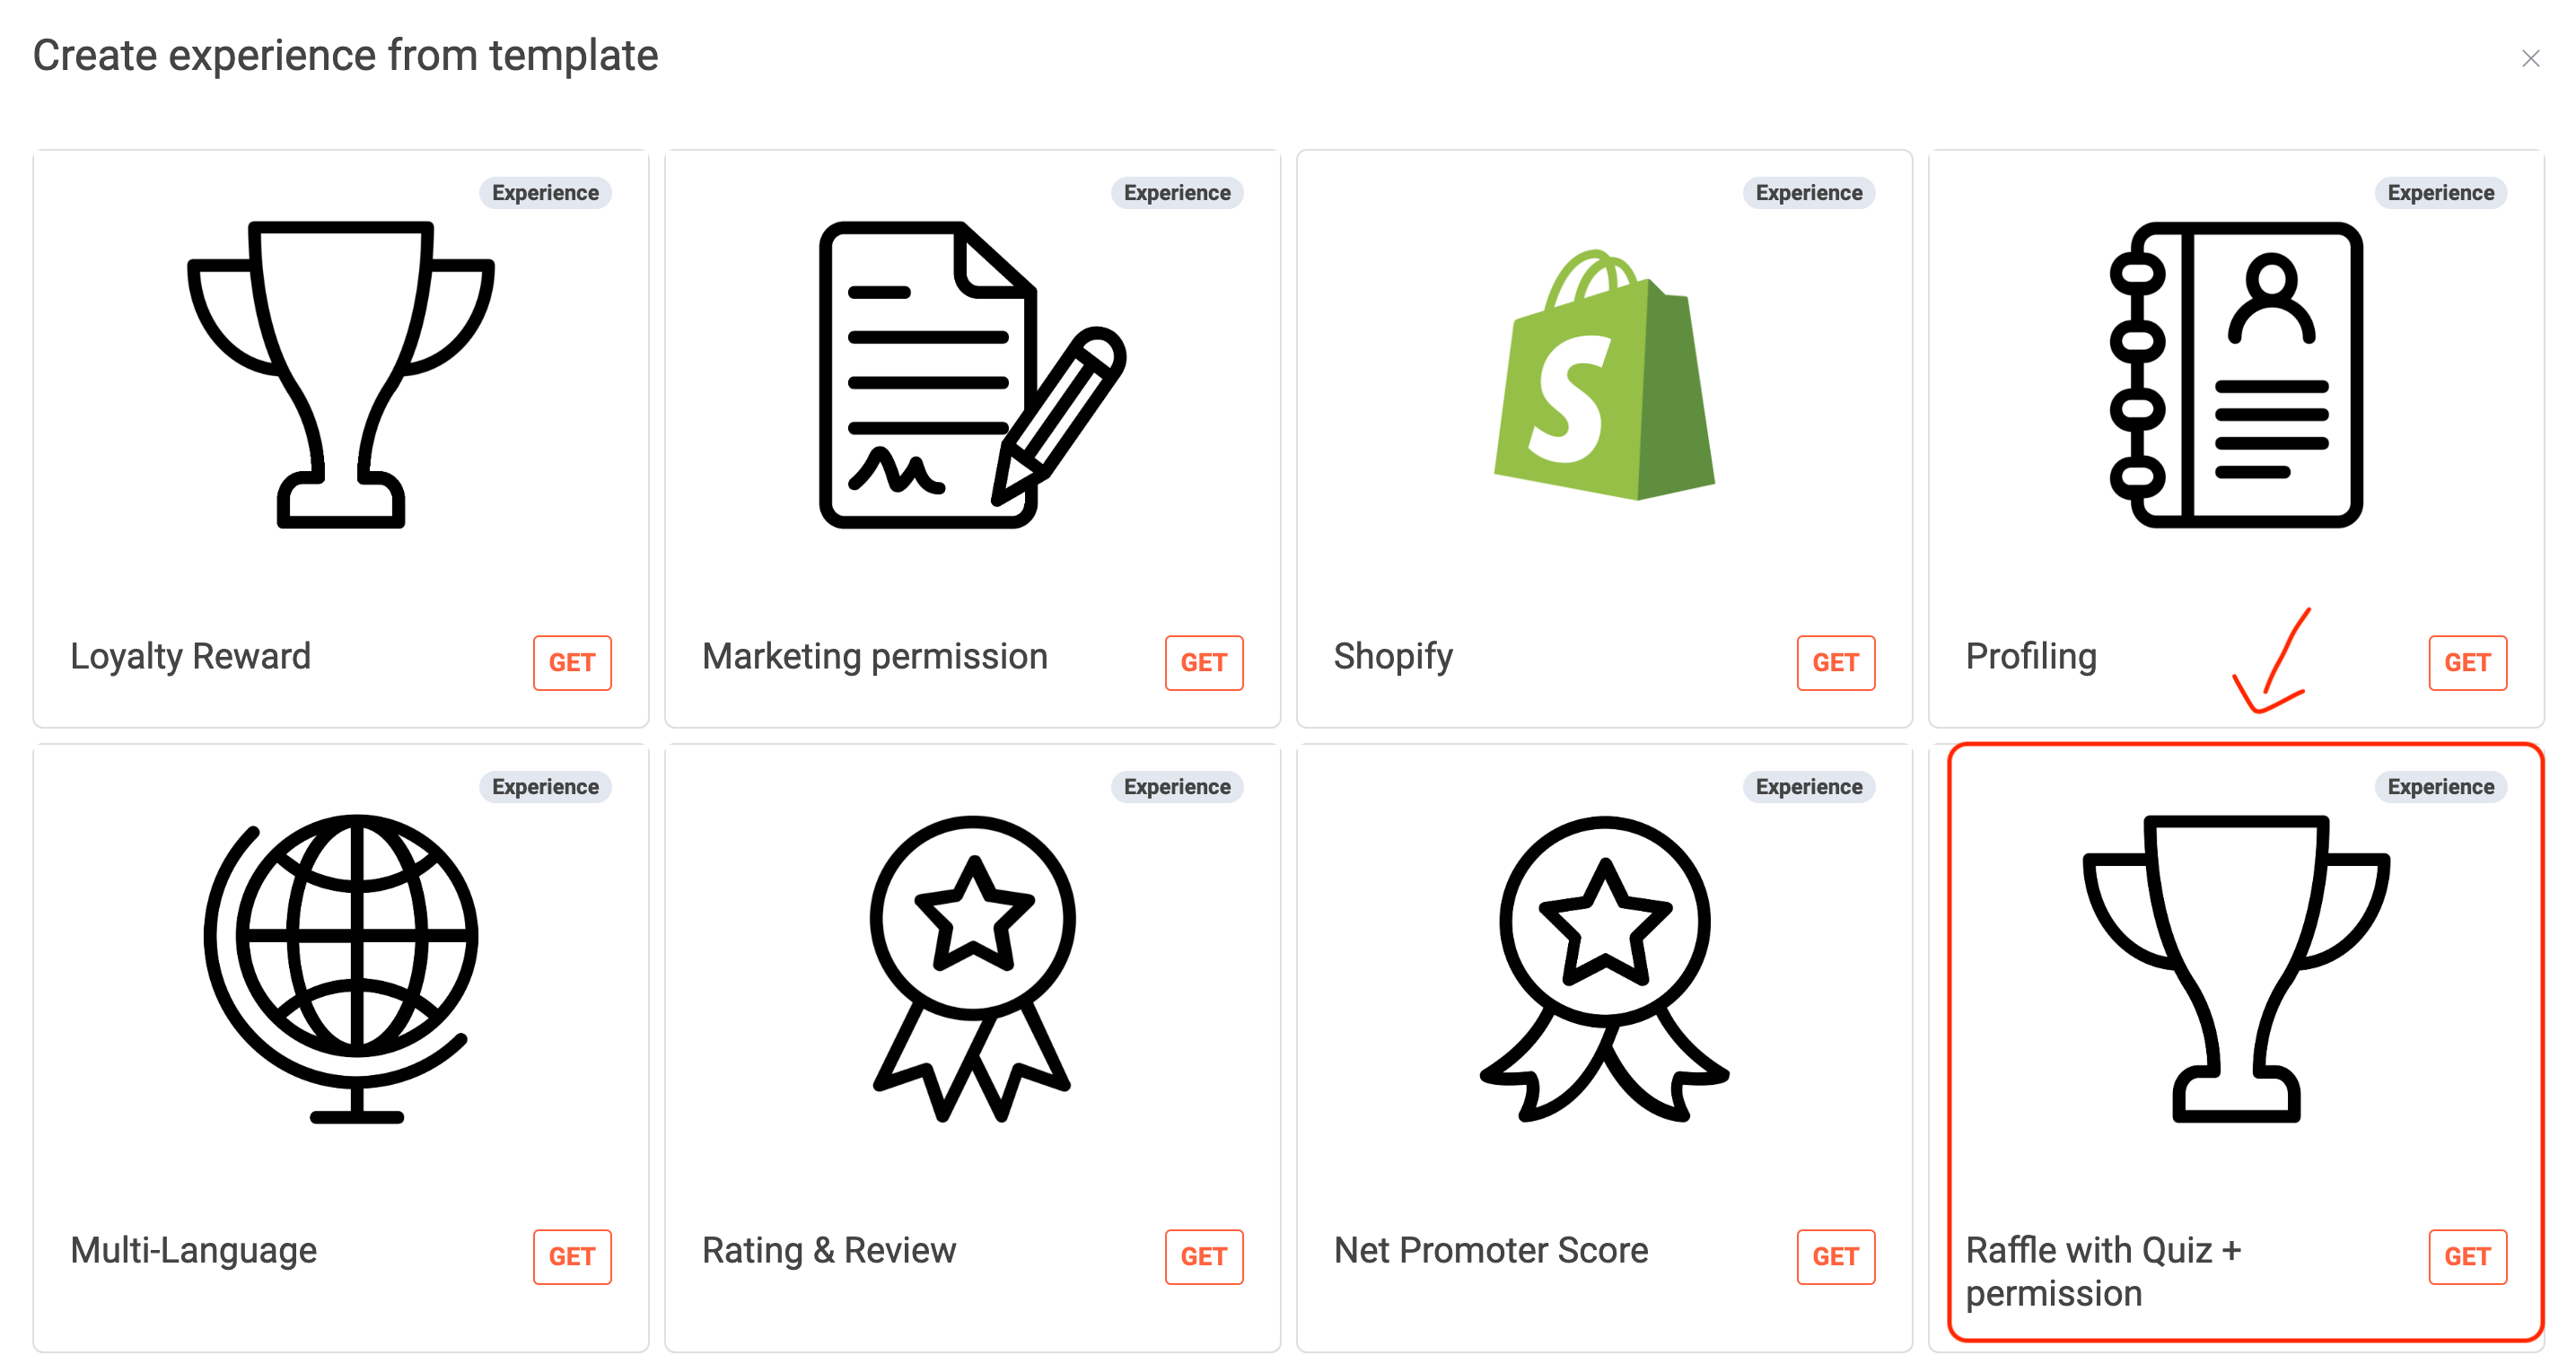 Create experience from template
Experience
Loyalty Reward
GET
Experience
Marketing permission
GET
Experience
S
Shopify
GET
Experience
Profiling
GET
Experience
Multi-Language
GET
Experience
Rating & Review
GET
Experience
Net Promoter Score
GET
Experience
Raffle with Quiz +
permission
GET